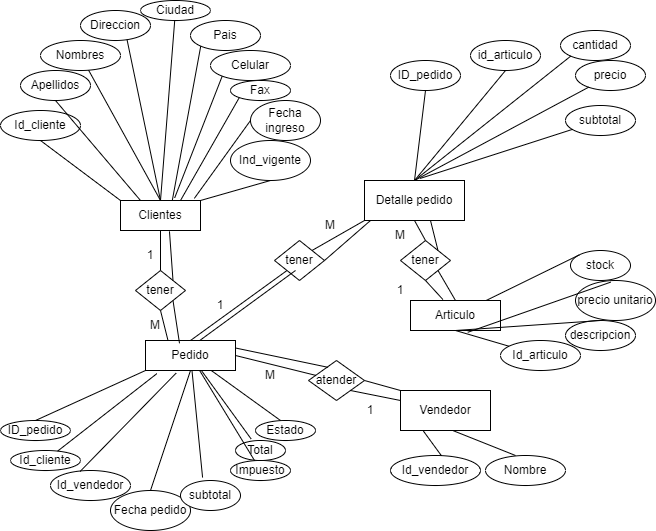 Ciudad
Direccion
Pais
Nombres
Celular
Apellidos
Fax
Id_cliente
Fecha
ingreso
Ind_vigente
Clientes
ID_pedido
id_articulo
cantidad
precio
subtotal
Detalle pedido
M
M
1
tener
tener
tener
1
1
M
stock
precio unitario
descripcion
Id_articulo
Articulo
Pedido
M
atender
1
Vendedor
Id_vendedor
Nombre
ID_pedido
Id_cliente
Id_vendedor
Fecha pedido
subtotal
Impuesto
Total
Estado